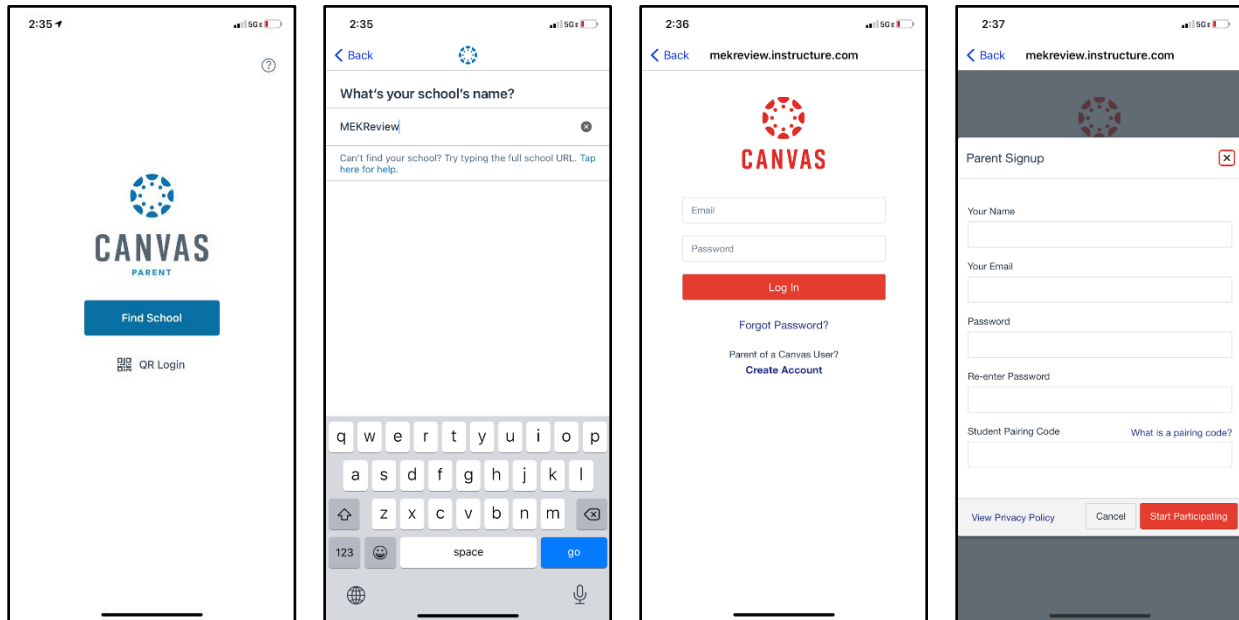 2:35
5G E
CANVAS
PARENT
Find School
QR Login
2:35
5G E
Back
What's your school's name?
MEKReview
Can't find your school? Try typing the full school URL. Tap
here for help.
q w e r t y u i o p
a s d f g h j k l
z x c v b n m
123
space
go
2:36
5G E
Back
mekreview.instructure.com
CANVAS
Email
Password
Log In
Forgot Password?
Parent of a Canvas User?
Create Account
2:37
5G E
Back
mekreview.instructure.com
Parent Signup
Your Name
Your Email
Password
Re-enter Password
Student Pairing Code
What is a pairing code?
View Privacy Policy
Cancel
Start Participating